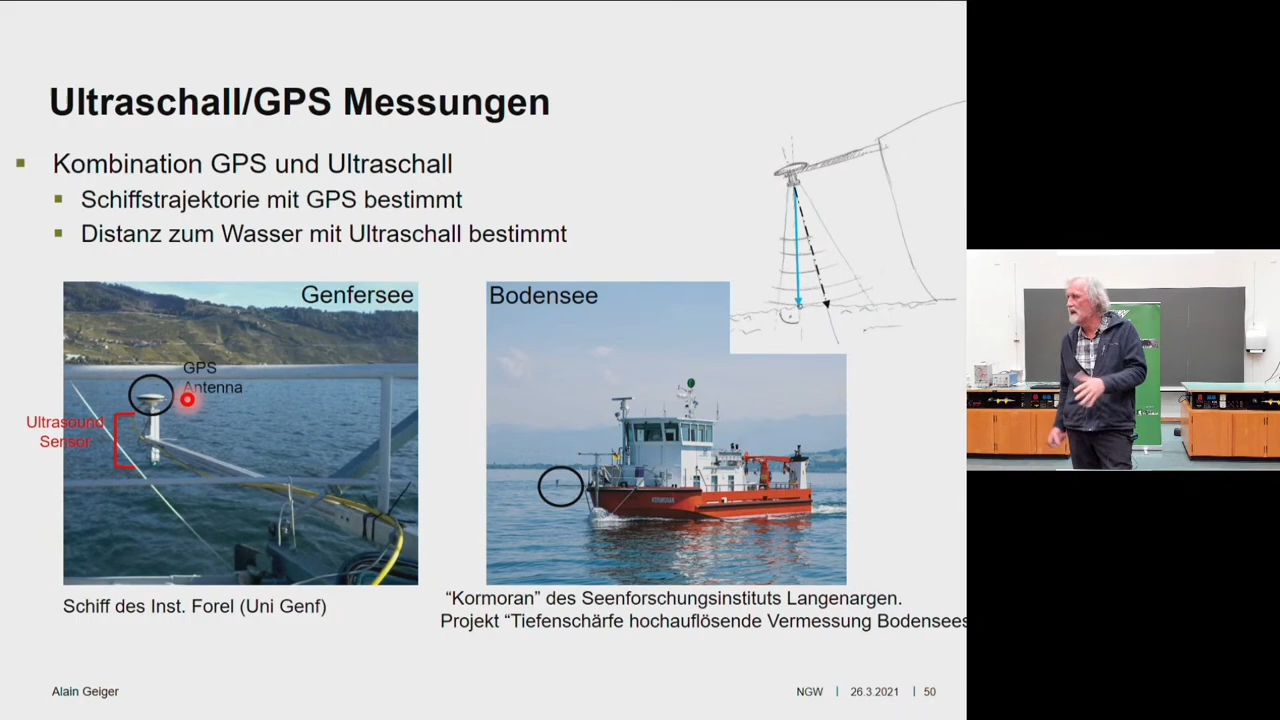 Ultraschall/GPS Messungen
Kombination GPS und Ultraschall
Schiffstrajektorie mit GPS bestimmt
Distanz zum Wasser mit Ultraschall bestimmt
Genfersee
GPS
Antenna
Ultrasound
Sensor
Bodensee
KORMORAN
Schiff des Inst. Forel (Uni Genf)
“Kormoran” des Seenforschungsinstituts Langenargen.
Projekt “Tiefenschärfe hochauflösende Vermessung Bodensees
Alain Geiger
NGW | 26.3.2021 | 50